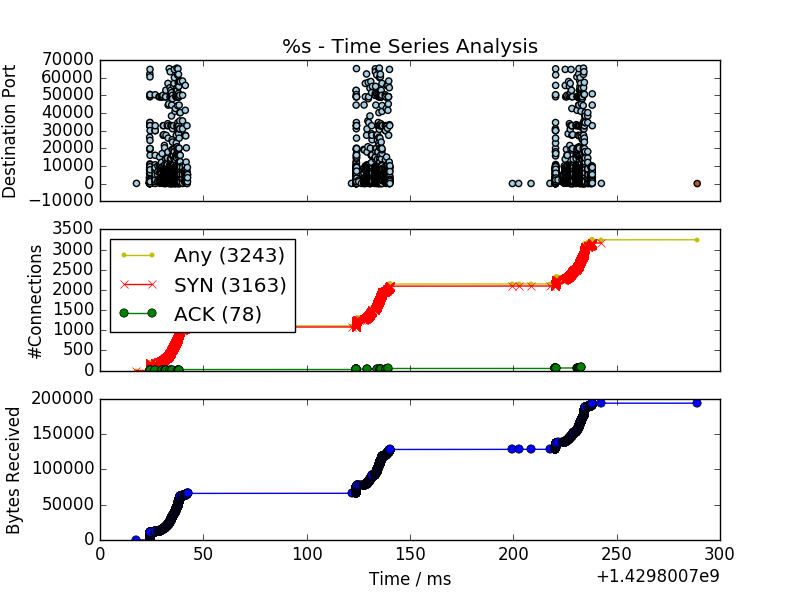 %s - Time Series Analysis
Destination Port
70000
60000
50000
40000
30000
20000
10000
0
−10000
#Connections
3500
3000
2500
2000
1500
1000
500
0
Any (3243)
SYN (3163)
ACK (78)
Bytes Received
200000
150000
100000
50000
0
0 50 100 150 200 250 300
Time / ms
+1.4298007e9